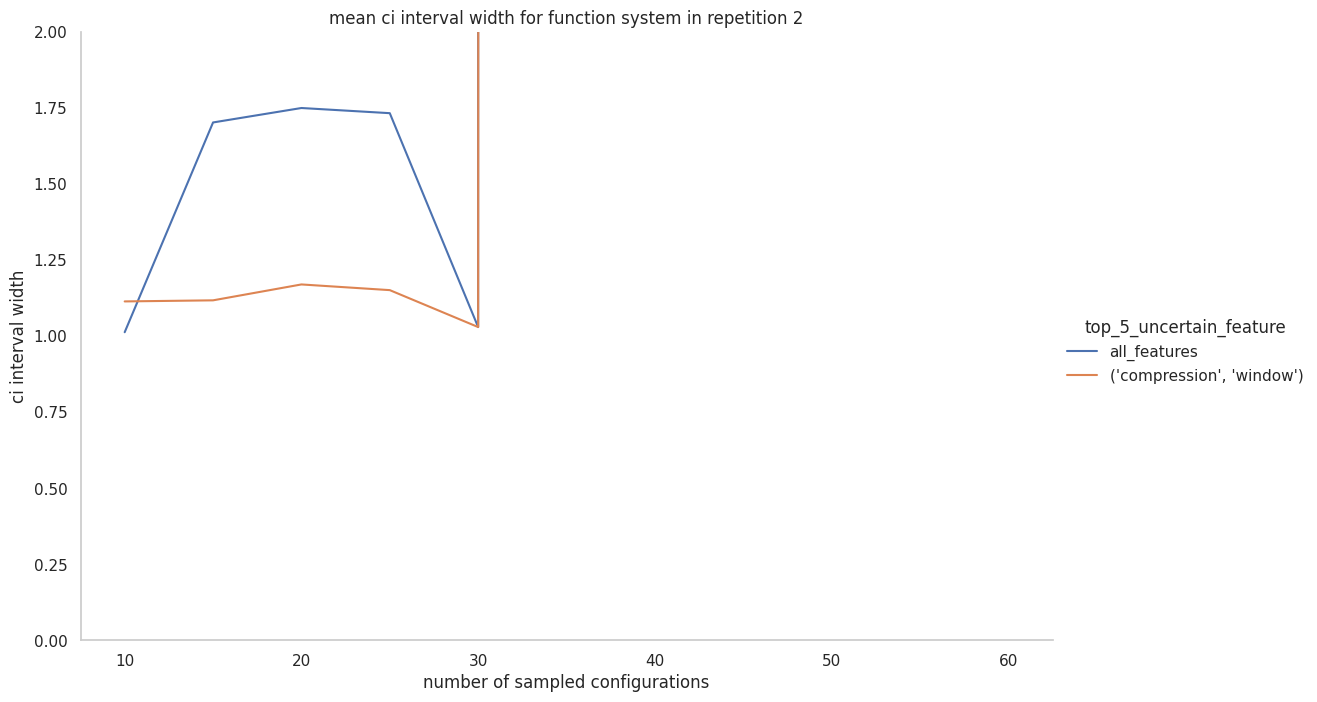 mean ci interval width for function system in repetition 2
2.00
1.75
1.50
1.25
1.00
0.75
0.50
0.25
0.00
ci interval width
10 20 30 40 50 60
number of sampled configurations
top_5_uncertain_feature
all_features
('compression', 'window')